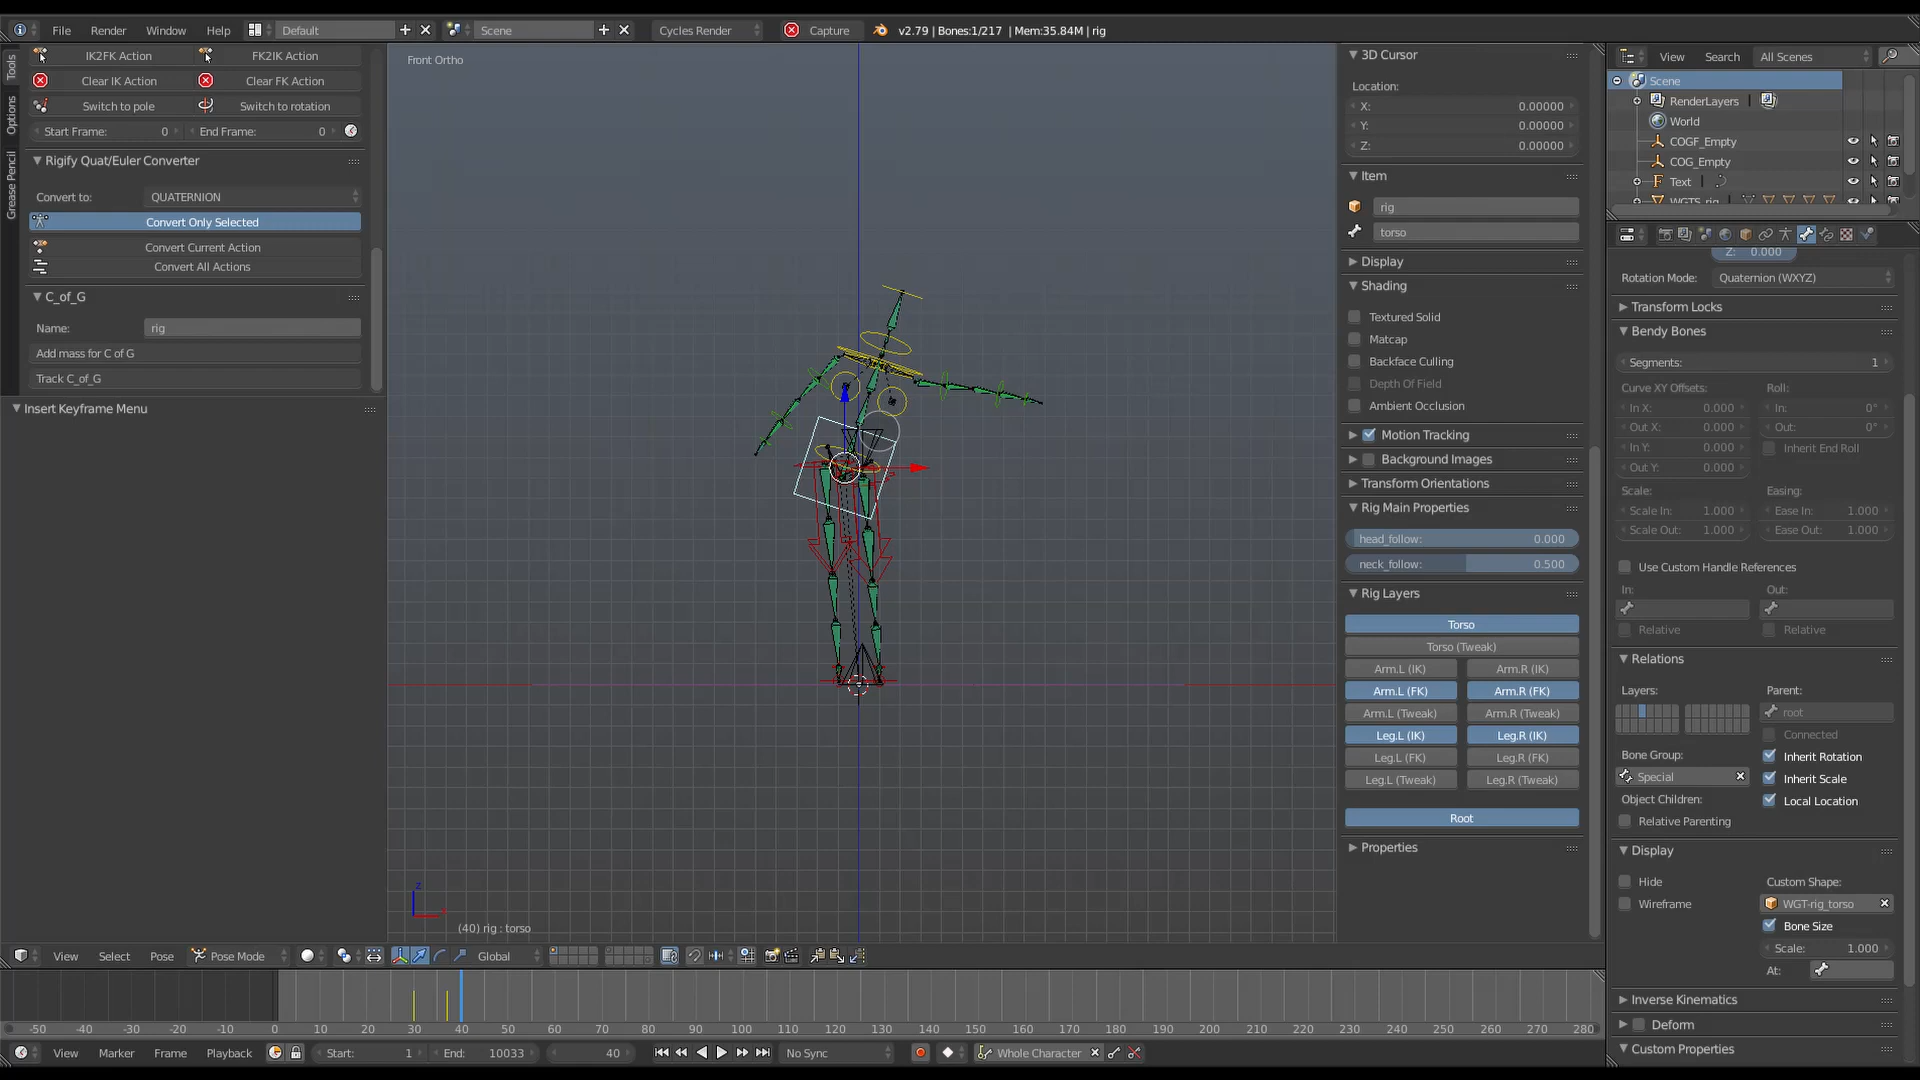 File Render Window Help Default Scene Cycles Render Capture v2.79 | Bones:1/217 | Mem:35.84M | rig
Tools
Options
Grease Pencil
IK2FK Action FK2IK Action
Clear IK Action Clear FK Action
Switch to pole Switch to rotation
Start Frame: 0 End Frame: 0
Rigify Quat/Euler Converter
Convert to: QUATERNION
Convert Only Selected
Convert Current Action
Convert All Actions
C_of_G
Name: rig
Add mass for C of G
Track C_of_G
Insert Keyframe Menu
Front Ortho
z
(40) rig : torso
3D Cursor
Location:
X: 0.00000
Y: 0.00000
Z: 0.00000
Item
rig
torso
Display
Shading
Textured Solid
Matcap
Backface Culling
Depth Of Field
Ambient Occlusion
Motion Tracking
Background Images
Transform Orientations
Rig Main Properties
head_follow: 0.000
neck_follow: 0.500
Rig Layers
Torso
Torso (Tweak)
Arm.L (IK) Arm.R (IK)
Arm.L (FK) Arm.R (FK)
Arm.L (Tweak) Arm.R (Tweak)
Leg.L (IK) Leg.R (IK)
Leg.L (FK) Leg.R (FK)
Leg.L (Tweak) Leg.R (Tweak)
Root
Properties
View Search All Scenes
Scene
RenderLayers |
World
COGF_Empty
COG_Empty
Text |
WGTS_rig
Z: 0.000
Rotation Mode: Quaternion (WXYZ)
Transform Locks
Bendy Bones
Segments: 1
Curve XY Offsets: Roll:
In X: 0.000 In: 0°
Out X: 0.000 Out: 0°
In Y: 0.000 Inherit End Roll
Out Y: 0.000
Scale: Easing:
Scale In: 1.000 Ease In: 1.000
Scale Out: 1.000 Ease Out: 1.000
Use Custom Handle References
In: Out:
Relative Relative
Relations
Layers: Parent:
root
Connected
Bone Group: Inherit Rotation
Special Inherit Scale
Object Children: Local Location
Relative Parenting
Display
Hide Custom Shape:
Wireframe WGT-rig_torso
Bone Size
Scale: 1.000
At:
Inverse Kinematics
Deform
Custom Properties
View Select Pose Pose Mode Global
-50 -40 -30 -20 -10 0 10 20 30 40 50 60 70 80 90 100 110 120 130 140 150 160 170 180 190 200 210 220 230 240 250 260 270 280
View Marker Frame Playback Start: 1 End: 10033 40 No Sync Whole Character